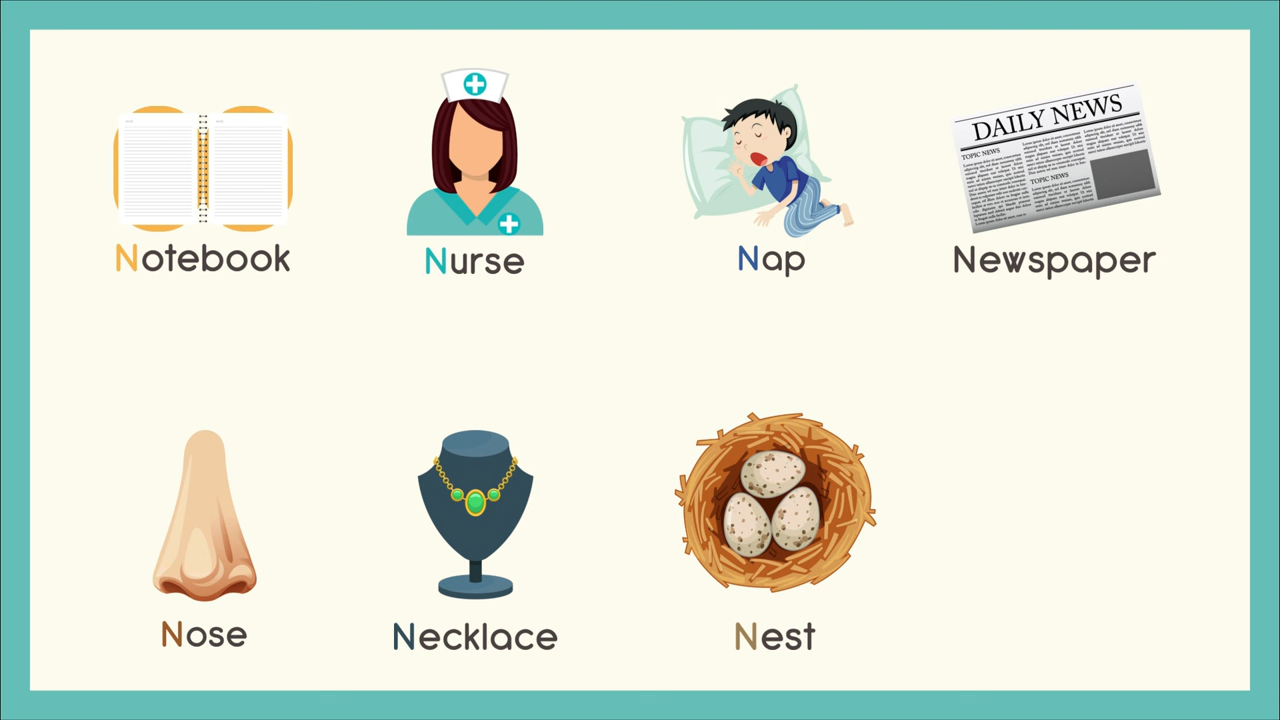 Notebook
Nurse
Nap
DAILY NEWS
TOPIC NEWS
TOPIC NEWS
Newspaper
Nose
Necklace
Nest